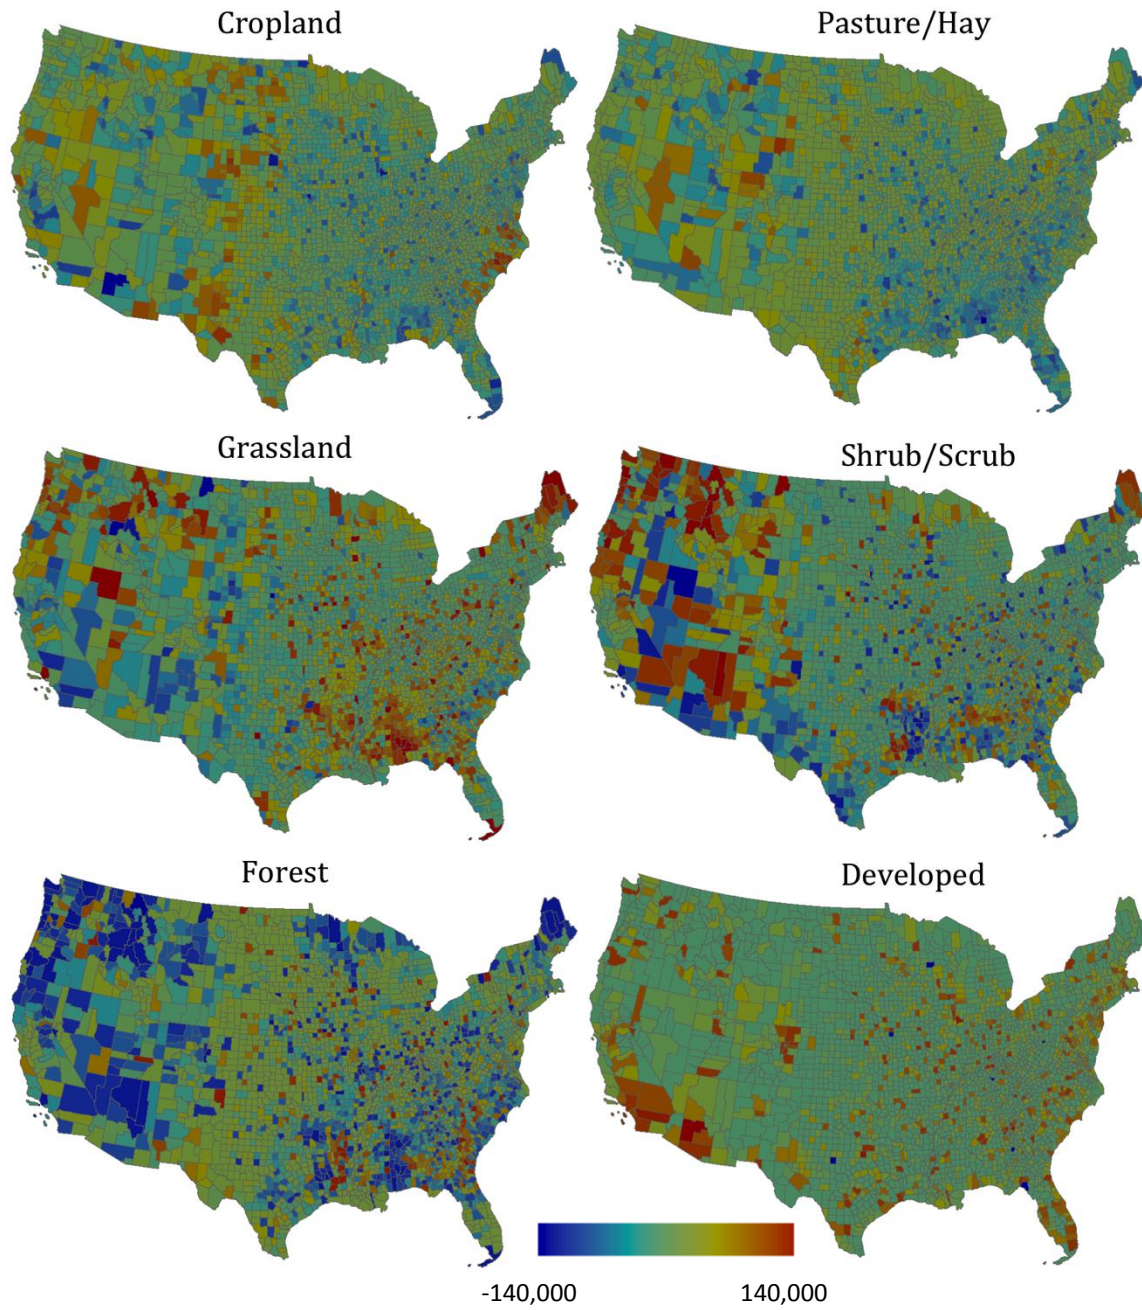 Cropland
Pasture/Hay
Grassland
Shrub/Scrub
Forest
Developed
-140,000
140,000